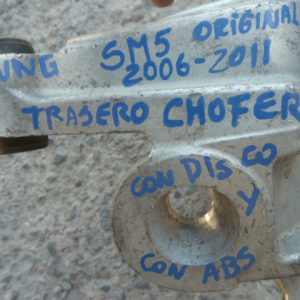 UNG SM5 ORIGINAL
2006-2011
TRASERO CHOFER
CON DISCO
Y
CON ABS